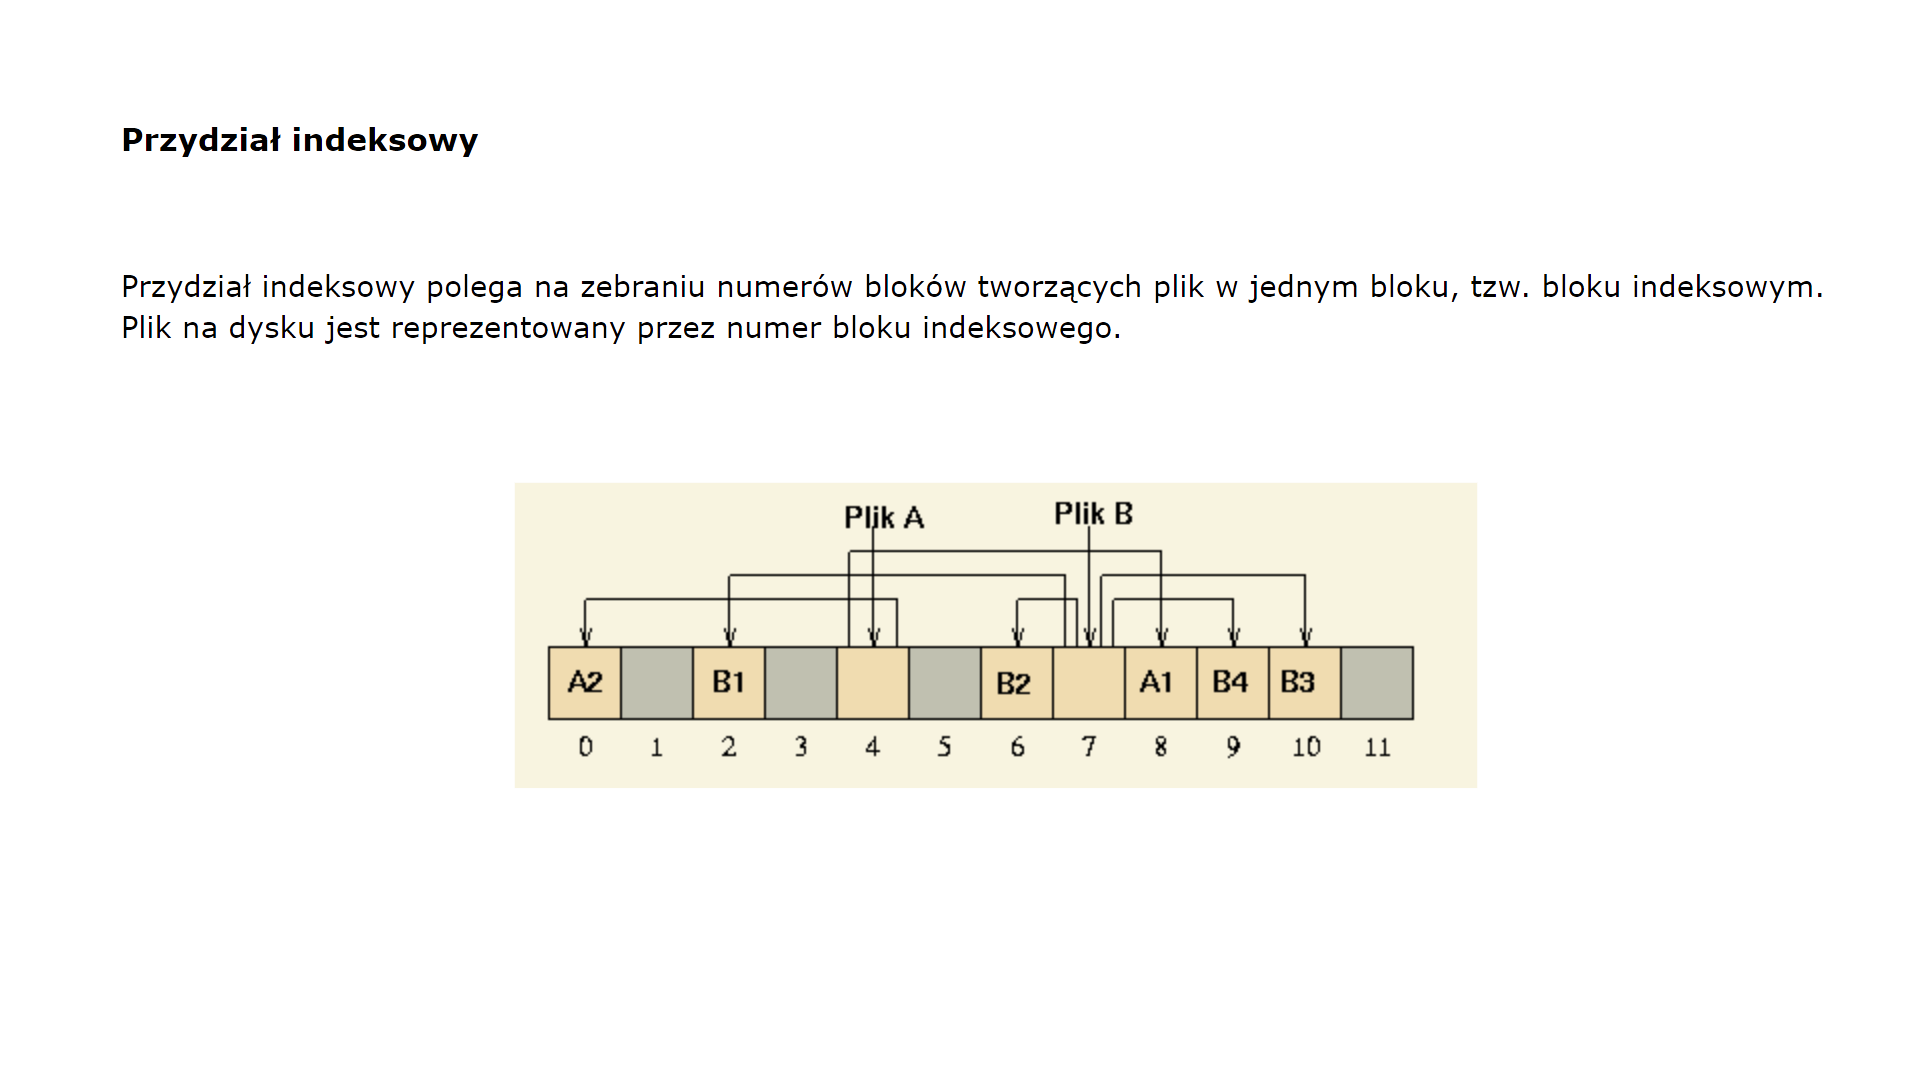 Przydział indeksowy
Przydział indeksowy polega na zebraniu numerów bloków tworzących plik w jednym bloku, tzw. bloku indeksowym.
Plik na dysku jest reprezentowany przez numer bloku indeksowego.
Plik A Plik B
A2 B1 B2 A1 B4 B3
0 1 2 3 4 5 6 7 8 9 10 11